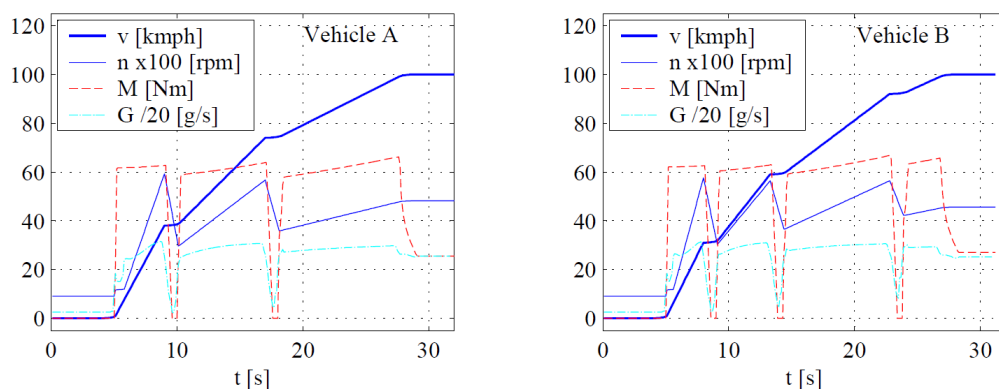 120
100
80
60
40
20
0
v [kmph]
n x100 [rpm]
M [Nm]
G /20 [g/s]
Vehicle A
0 10 20 30
t [s]
120
100
80
60
40
20
0
v [kmph]
n x100 [rpm]
M [Nm]
G /20 [g/s]
Vehicle B
0 10 20 30
t [s]